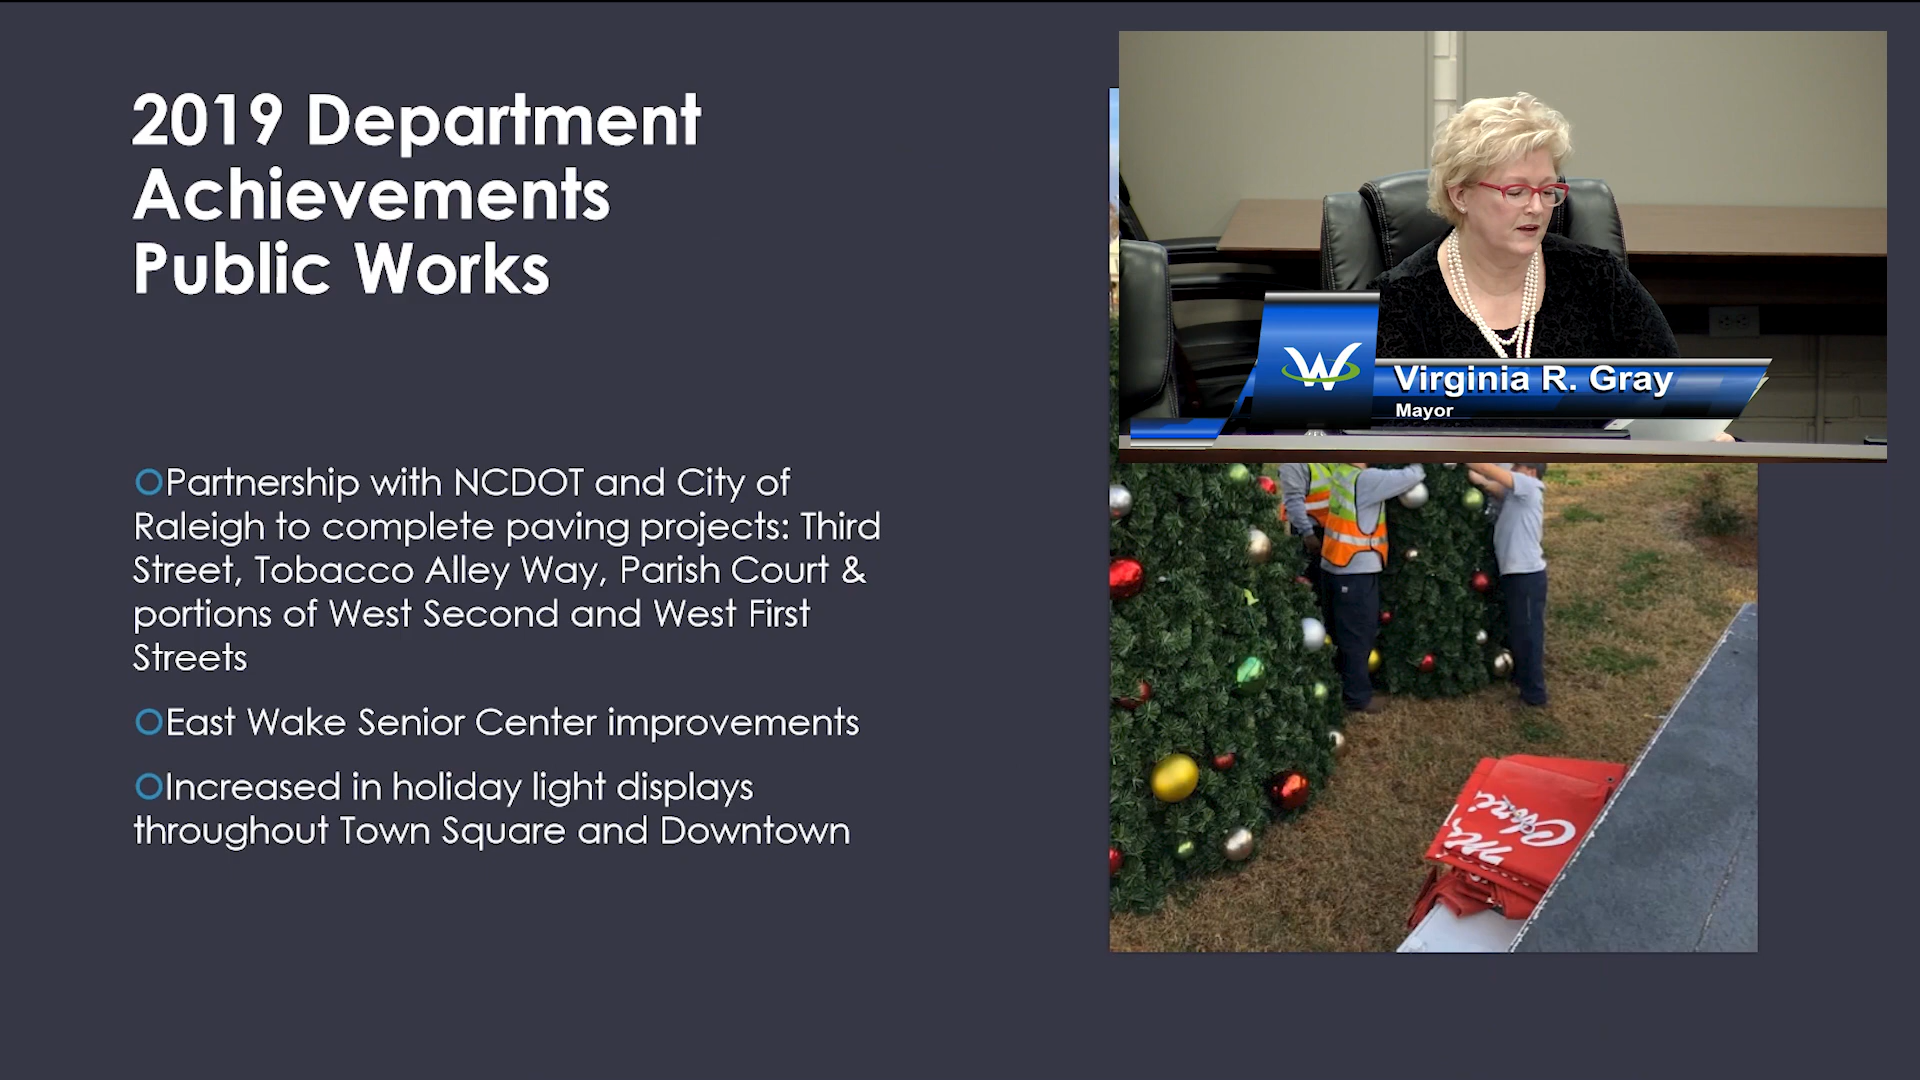 2019 Department
Achievements
Public Works
Partnership with NCDOT and City of
Raleigh to complete paving projects: Third
Street, Tobacco Alley Way, Parish Court &
portions of West Second and West First
Streets
East Wake Senior Center improvements
Increased in holiday light displays
throughout Town Square and Downtown
W
Virginia R. Gray
Mayor